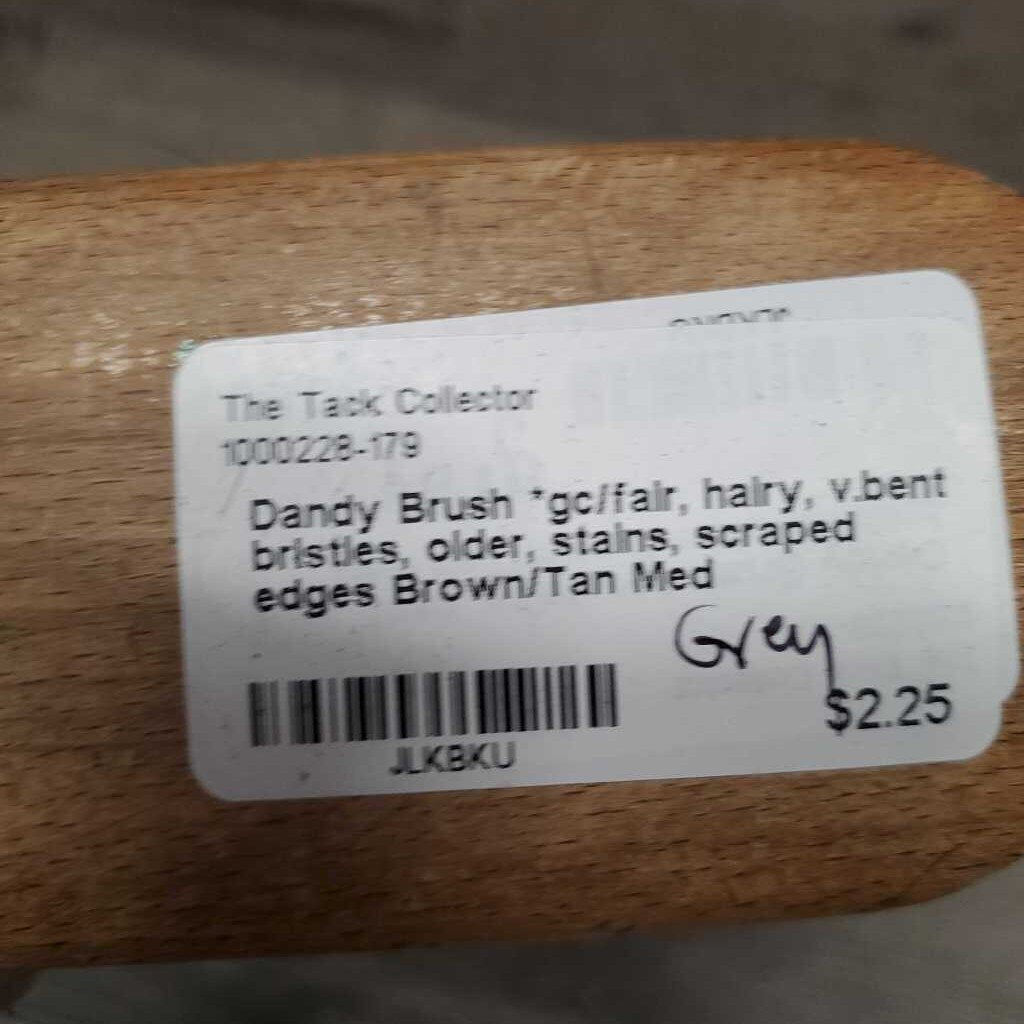 The Tack Collector
1000228-179
Dandy Brush *gc/fair, hairy, v.bent
bristles, older, stains, scraped
edges Brown/Tan Med
Grey
$2.25
JLKBKU